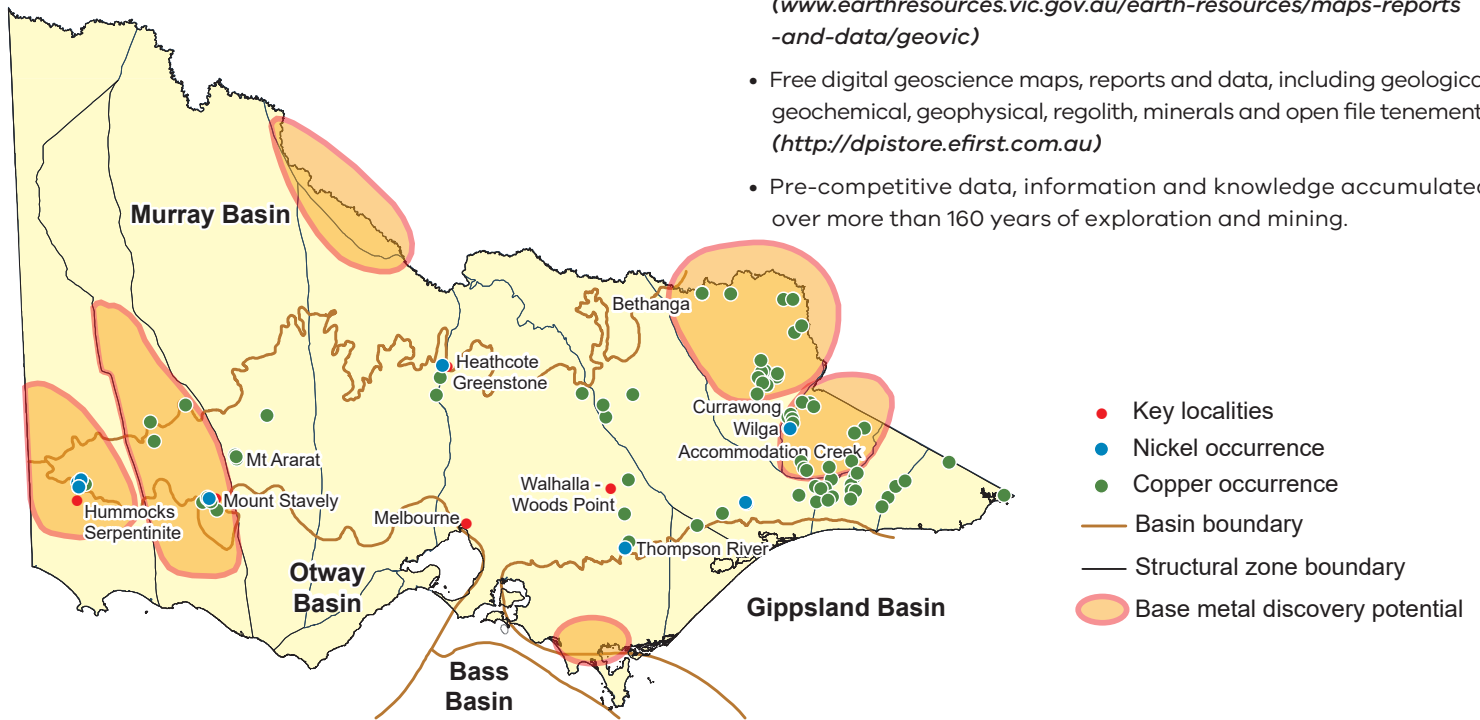 (www.earthresources.vic.gov.au/earth-resources/maps-reports
-and-data/geovic)
• Free digital geoscience maps, reports and data, including
geochemical, geophysical, regolith, minerals and open file
(http://dpistore.efirst.com.au)
• Pre-competitive data, information and knowledge
over more than 160 years of exploration and mining.
Murray Basin
Bethanga
Heathcote
Greenstone
Currawong
Wilga
Accommodation Creek
Mt Ararat
Mount Stavely
Hummocks
Serpentinite
Walhalla -
Woods Point
Melbourne
Thompson River
Otway
Basin
Gippsland Basin
Bass
Basin
Key localities
Nickel occurrence
Copper occurrence
Basin boundary
Structural zone boundary
Base metal discovery potential